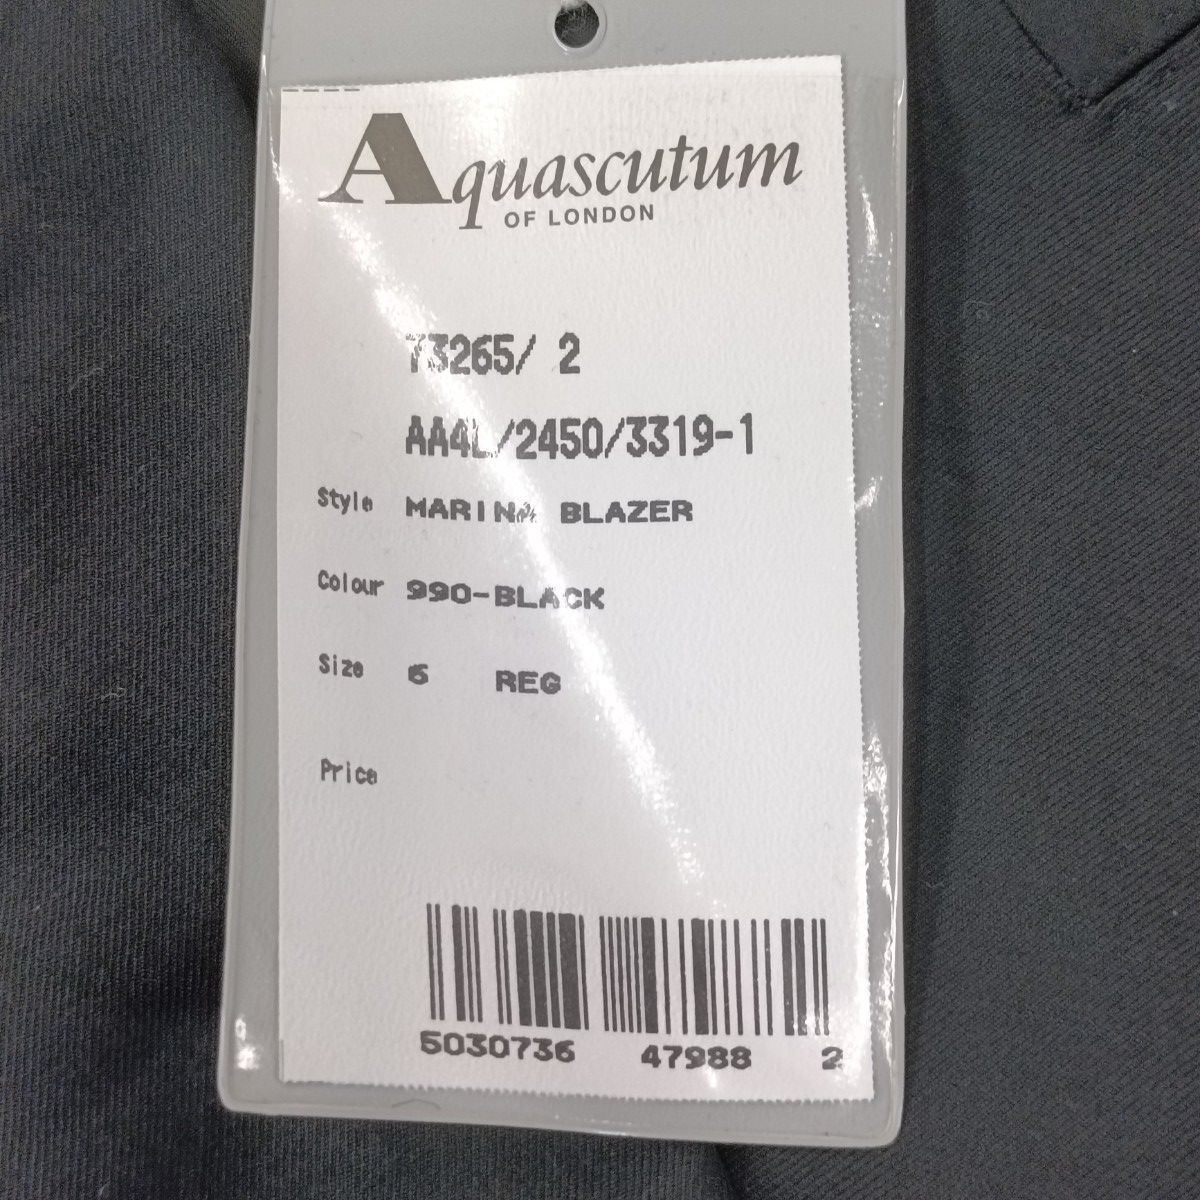 Aquascutum
OF LONDON
73265/ 2
AA4L/2450/3319-1
Style MARINA BLAZER
Colour 990-BLACK
Size 6 REG
Price
5030736 47988 2